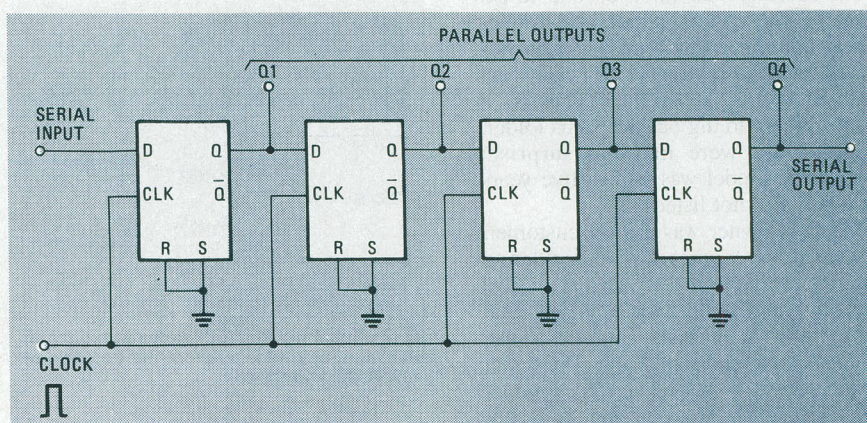 PARALLEL OUTPUTS
Q1 Q2 Q3 Q4
SERIAL
INPUT
D Q D Q D Q D Q
SERIAL
OUTPUT
CLK Q̅ CLK Q̅ CLK Q̅ CLK Q̅
R S R S R S R S
CLOCK